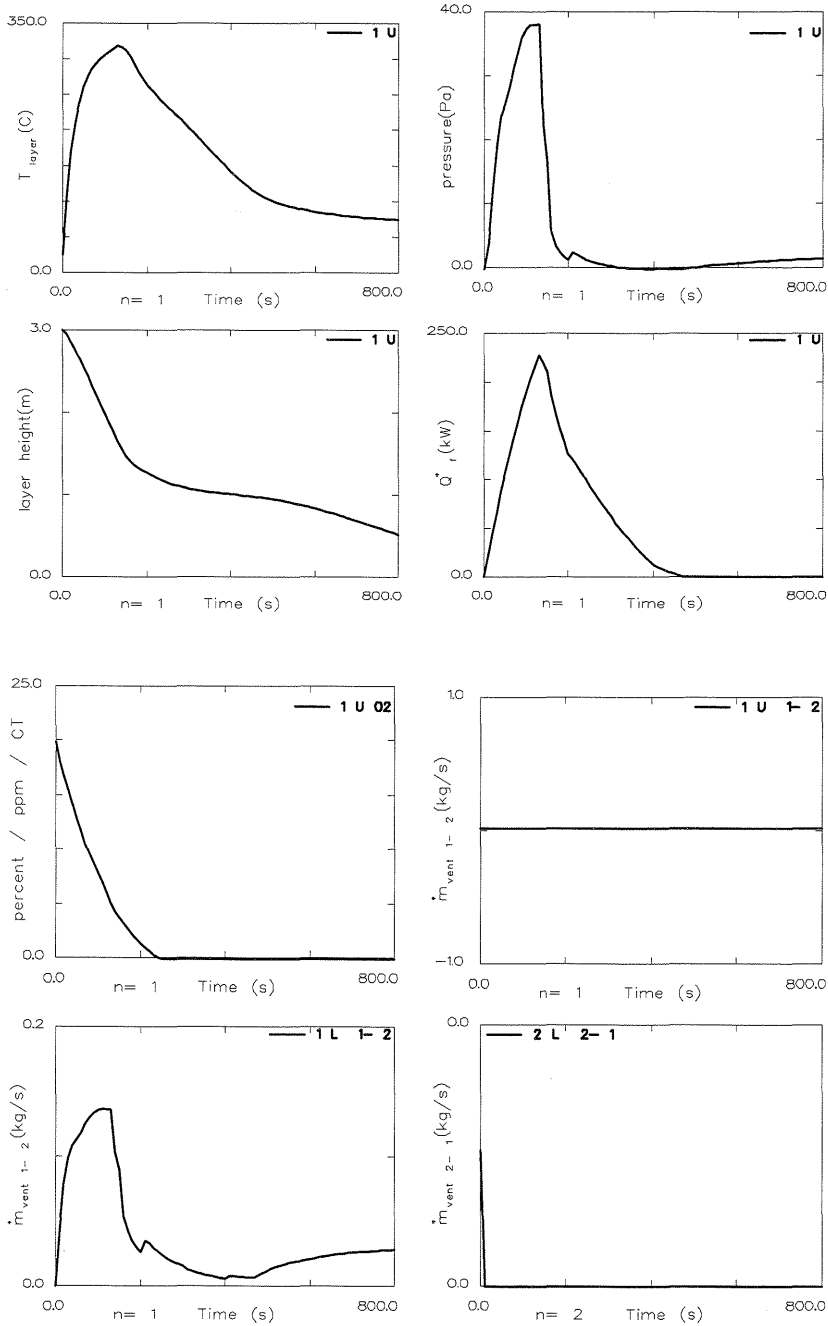 350.0
1 U
T layer (C)
0.0
0.0
800.0
n= 1 Time (s)
40.0
1 U
pressure(Pa)
0.0
0.0
800.0
n= 1 Time (s)
3.0
1 U
layer height(m)
0.0
0.0
800.0
n= 1 Time (s)
250.0
1 U
Q f (kW)
0.0
0.0
800.0
n= 1 Time (s)
25.0
1 U O2
percent / ppm / CT
0.0
0.0
800.0
n= 1 Time (s)
1.0
1 U 1- 2
m vent 1- 2 (kg/s)
-1.0
0.0
800.0
n= 1 Time (s)
0.2
1 L 1- 2
m vent 1- 2 (kg/s)
0.0
0.0
800.0
n= 1 Time (s)
0.0
2 L 2- 1
m vent 2- 1 (kg/s)
0.0
0.0
800.0
n= 2 Time (s)